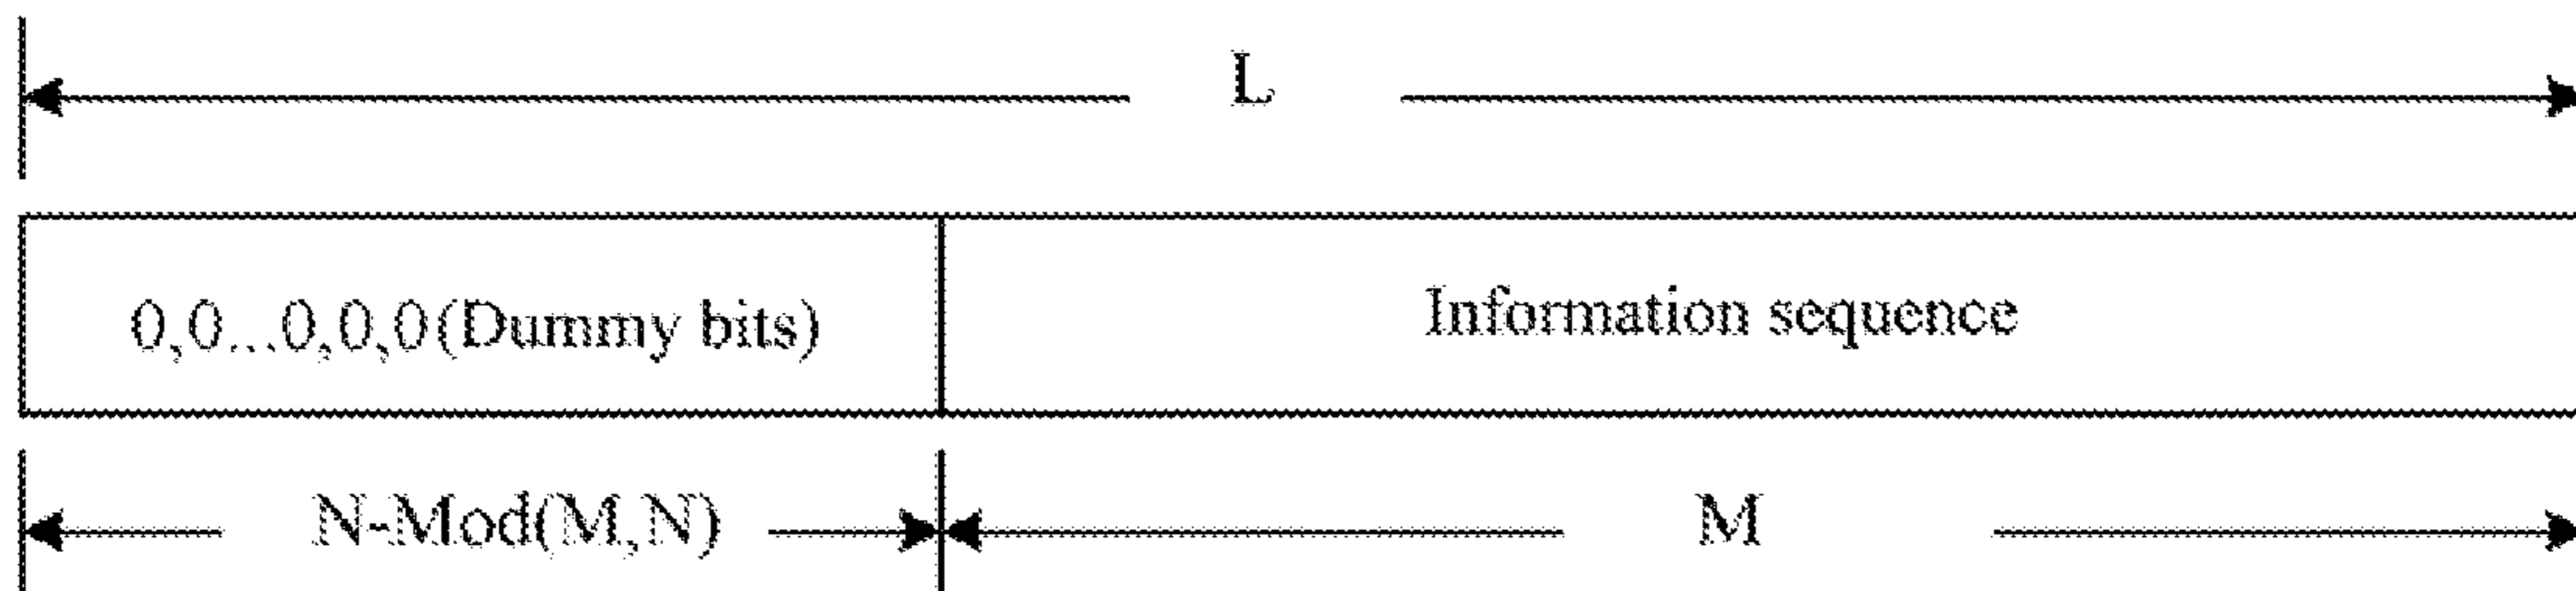 L
0,0...0,0,0(Dummy bits)
Information sequence
N-Mod(M,N)
M